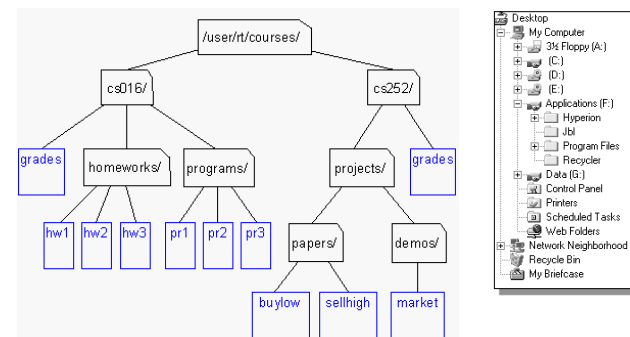 /user/rt/courses/
cs016/
cs252/
grades
homeworks/
programs/
projects/
grades
hw1
hw2
hw3
pr1
pr2
pr3
papers/
demos/
buylow
sellhigh
market
Desktop
My Computer
3½ Floppy (A:)
(C:)
(D:)
(E:)
Applications (F:)
Hyperion
Jbl
Program Files
Recycler
Data (G:)
Control Panel
Printers
Scheduled Tasks
Web Folders
Network Neighborhood
Recycle Bin
My Briefcase